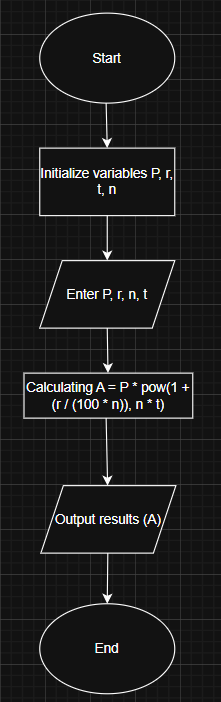 Start
Initialize variables P, r,
t, n
Enter P, r, n, t
Calculating A = P * pow(1 +
(r / (100 * n)), n * t)
Output results (A)
End